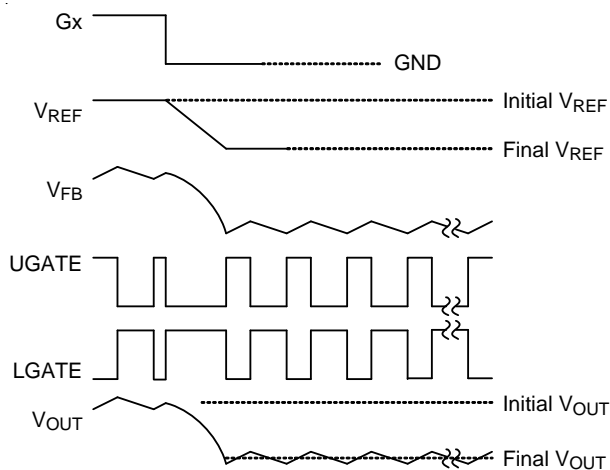 Gx
GND
VREF
Initial VREF
Final VREF
VFB
UGATE
LGATE
VOUT
Initial VOUT
Final VOUT